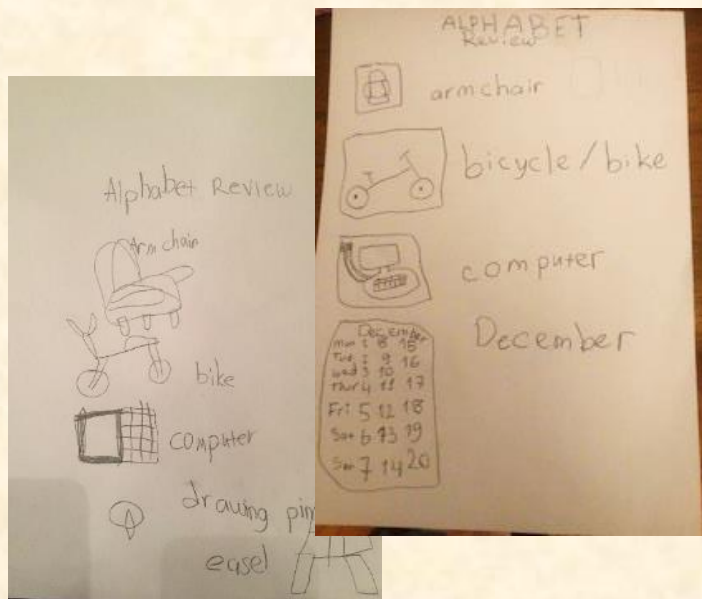 Alphabet Review
Arm chair
bike
computer
drawing pin
easel
ALPHABET
Review
armchair
bicycle/bike
computer
December
December
Mon 1 8 15
Tue 2 9 16
Wed 3 10
Thur 4 11 17
Fri 5 12 18
Sat 6 13 19
Sun 7 14 20